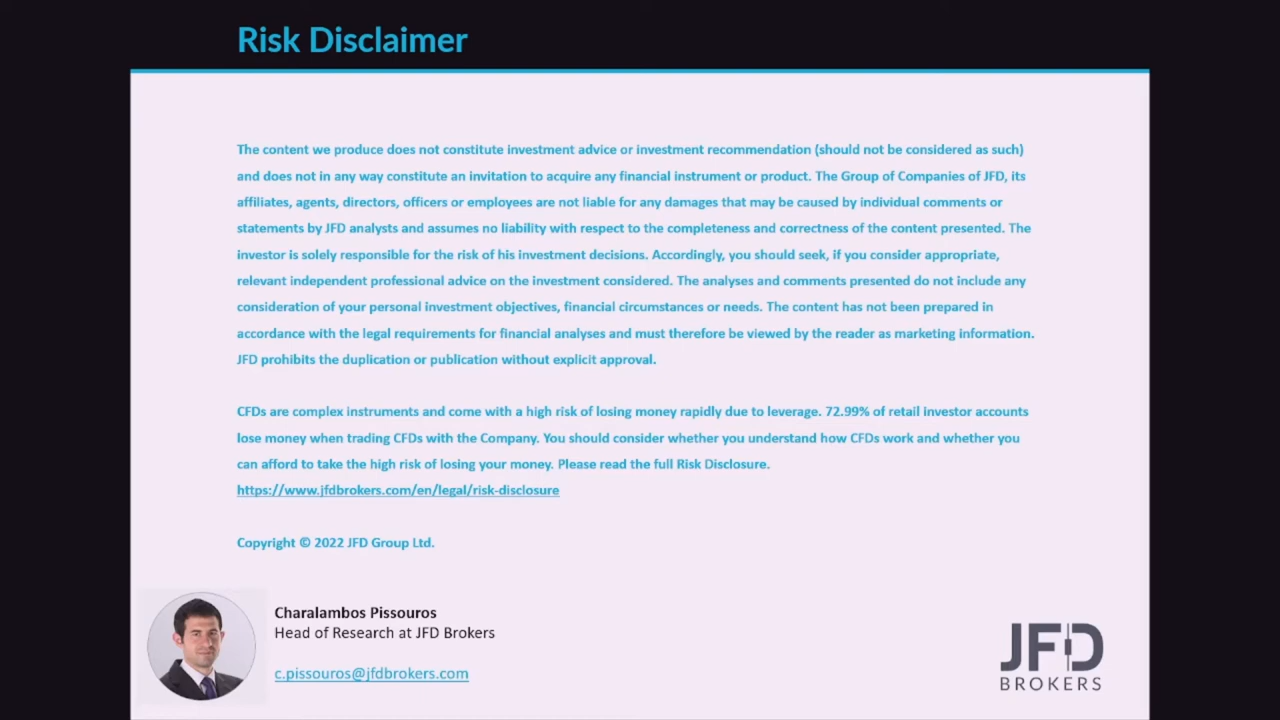 Risk Disclaimer
The content we produce does not constitute investment advice or investment recommendation (should not be considered as such)
and does not in any way constitute an invitation to acquire any financial instrument or product. The Group of Companies of JFD, its
affiliates, agents, directors, officers or employees are not liable for any damages that may be caused by individual comments or
statements by JFD analysts and assumes no liability with respect to the completeness and correctness of the content presented. The
investor is solely responsible for the risk of his investment decisions. Accordingly, you should seek, if you consider appropriate,
relevant independent professional advice on the investment considered. The analyses and comments presented do not include any
consideration of your personal investment objectives, financial circumstances or needs. The content has not been prepared in
accordance with the legal requirements for financial analyses and must therefore be viewed by the reader as marketing information.
JFD prohibits the duplication or publication without explicit approval.
CFDs are complex instruments and come with a high risk of losing money rapidly due to leverage. 72.99% of retail investor accounts
lose money when trading CFDs with the Company. You should consider whether you understand how CFDs work and whether you
can afford to take the high risk of losing your money. Please read the full Risk Disclosure.
https://www.jfdbrokers.com/en/legal/risk-disclosure
Copyright © 2022 JFD Group Ltd.
Charalambos Pissouros
Head of Research at JFD Brokers
c.pissouros@jfdbrokers.com
JFD
BROKERS